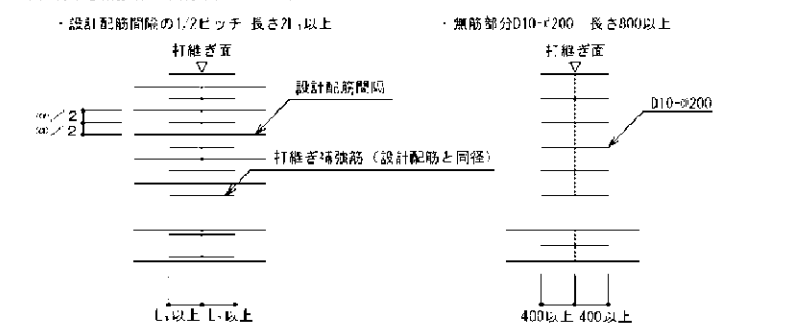 ・設計配筋間隔の1/2ピッチ 長さ2L₁以上
・無筋部分D10-@200 長さ800以上
打継ぎ面
打継ぎ面
設計配筋間隔
D10-@200
／2
／2
打継ぎ補強筋（設計配筋と同径）
L₁以上 L₁以上
400以上 400以上